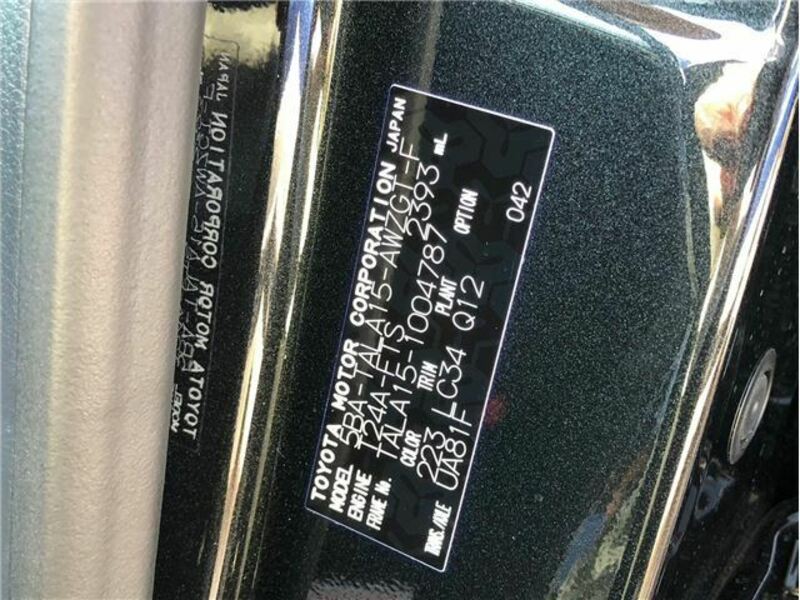 TOYOTA MOTOR CORPORATION JAPAN
MODEL 5BA-TALA15-AWZGT-F
ENGINE T24A-FTS 2393 mL
FRAME No. TALA15-1004787
COLOR TRIM PLANT OPTION
223 LC34 Q12
TRANS./AXLE UA81F 042
TOYOTA MOTOR CORPORATION JAPAN
MODEL